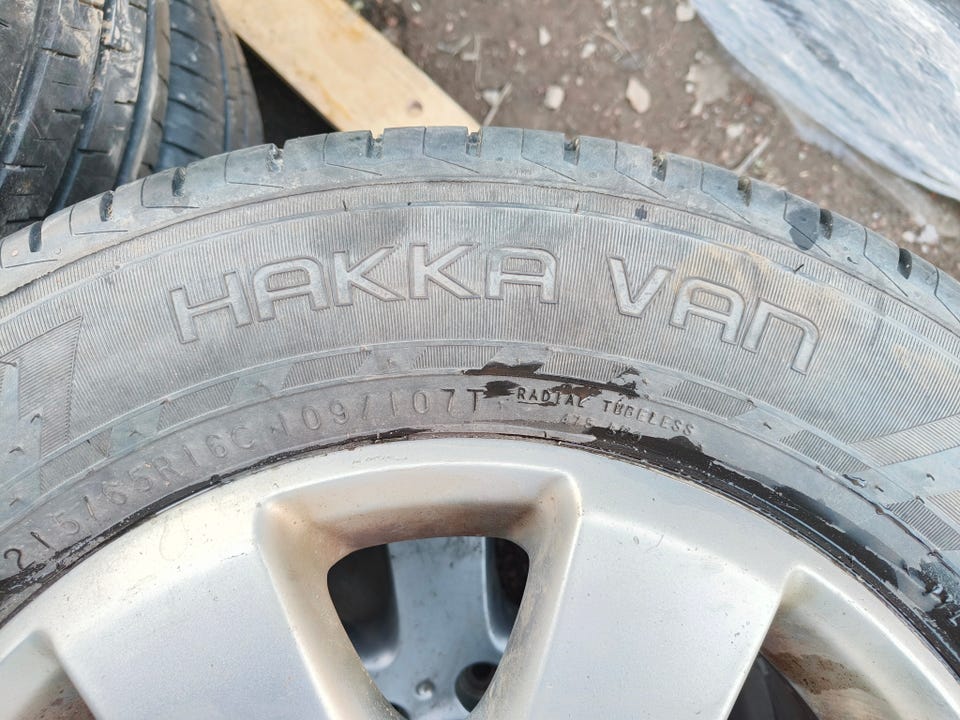 HAKKA VAN
215/65R16C 109/107T RADIAL TUBELESS